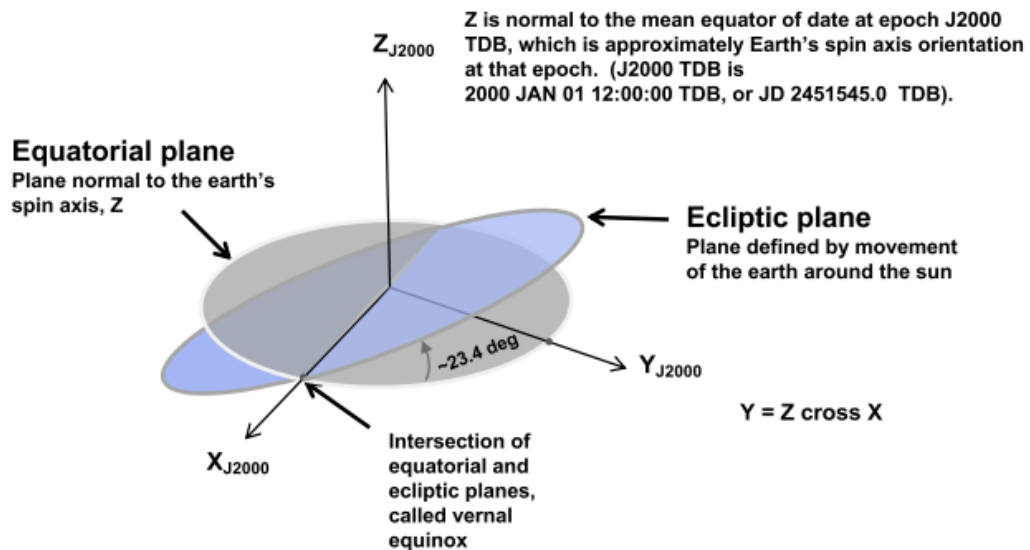 Z is normal to the mean equator of date at epoch J2000
TDB, which is approximately Earth's spin axis orientation
at that epoch.  (J2000 TDB is
2000 JAN 01 12:00:00 TDB, or JD 2451545.0  TDB).
ZJ2000
Equatorial plane
Plane normal to the earth's
spin axis, Z
Ecliptic plane
Plane defined by movement
of the earth around the sun
~23.4 deg
YJ2000
Y = Z cross X
XJ2000
Intersection of
equatorial and
ecliptic planes,
called vernal
equinox